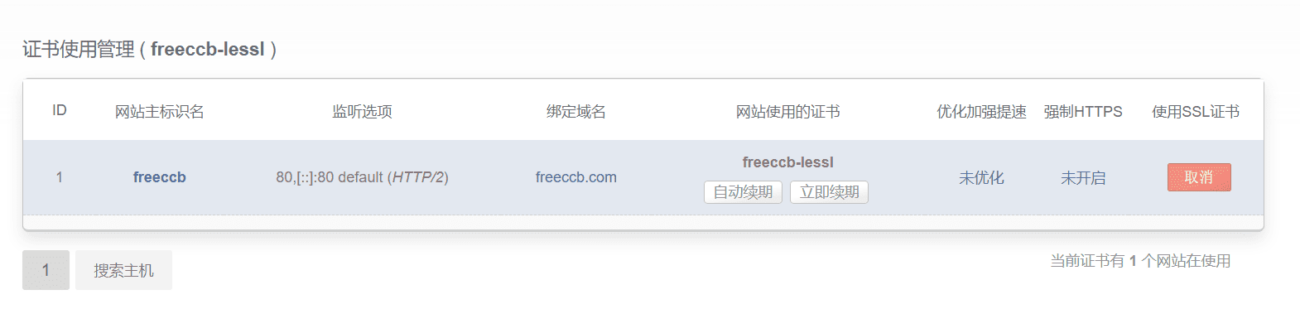 证书使用管理 ( freeccb-lessl )
ID 网站主标识名 监听选项 绑定域名 网站使用的证书 优化加强提速 强制HTTPS 使用SSL证书
1 freeccb 80,[::]:80 default (HTTP/2) freeccb.com freeccb-lessl 未优化 未开启 取消
自动续期 立即续期
1 搜索主机 当前证书有 1 个网站在使用